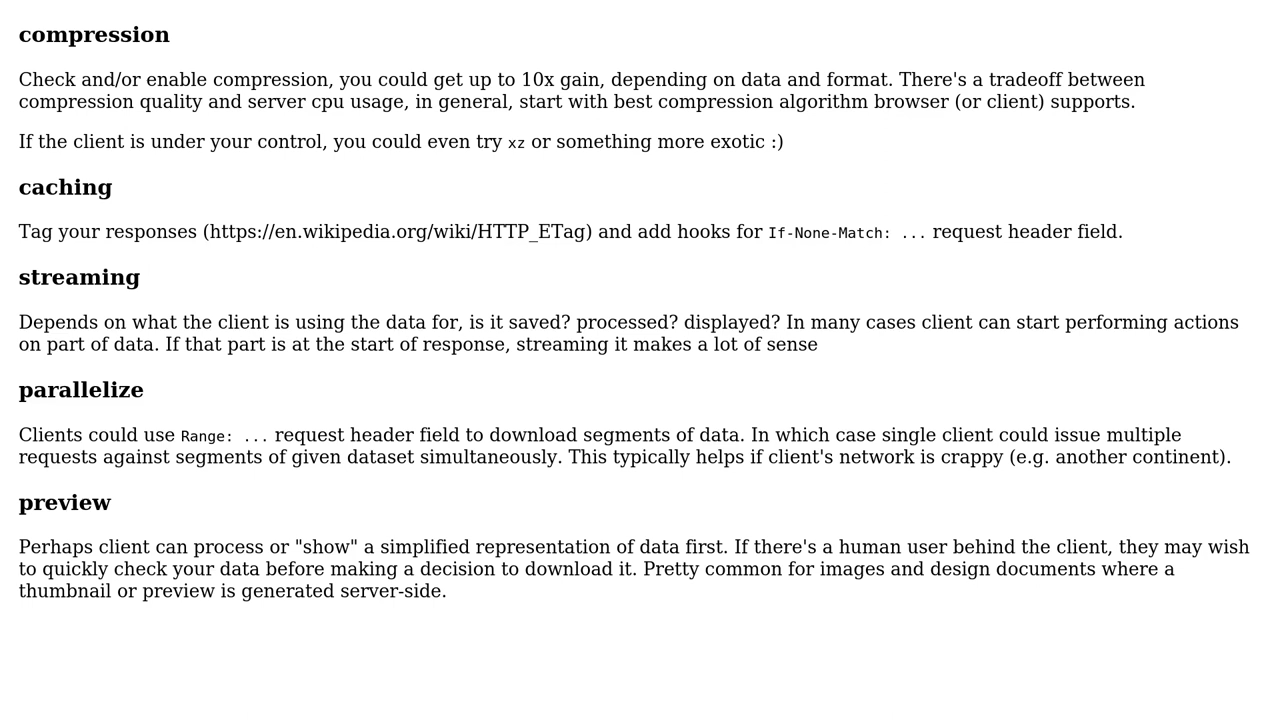 compression
Check and/or enable compression, you could get up to 10x gain, depending on data and format. There's a tradeoff between
compression quality and server cpu usage, in general, start with best compression algorithm browser (or client) supports.
If the client is under your control, you could even try xz or something more exotic :)
caching
Tag your responses (https://en.wikipedia.org/wiki/HTTP_ETag) and add hooks for If-None-Match: ... request header field.
streaming
Depends on what the client is using the data for, is it saved? processed? displayed? In many cases client can start performing actions
on part of data. If that part is at the start of response, streaming it makes a lot of sense
parallelize
Clients could use Range: ... request header field to download segments of data. In which case single client could issue multiple
requests against segments of given dataset simultaneously. This typically helps if client's network is crappy (e.g. another continent).
preview
Perhaps client can process or "show" a simplified representation of data first. If there's a human user behind the client, they may wish
to quickly check your data before making a decision to download it. Pretty common for images and design documents where a
thumbnail or preview is generated server-side.